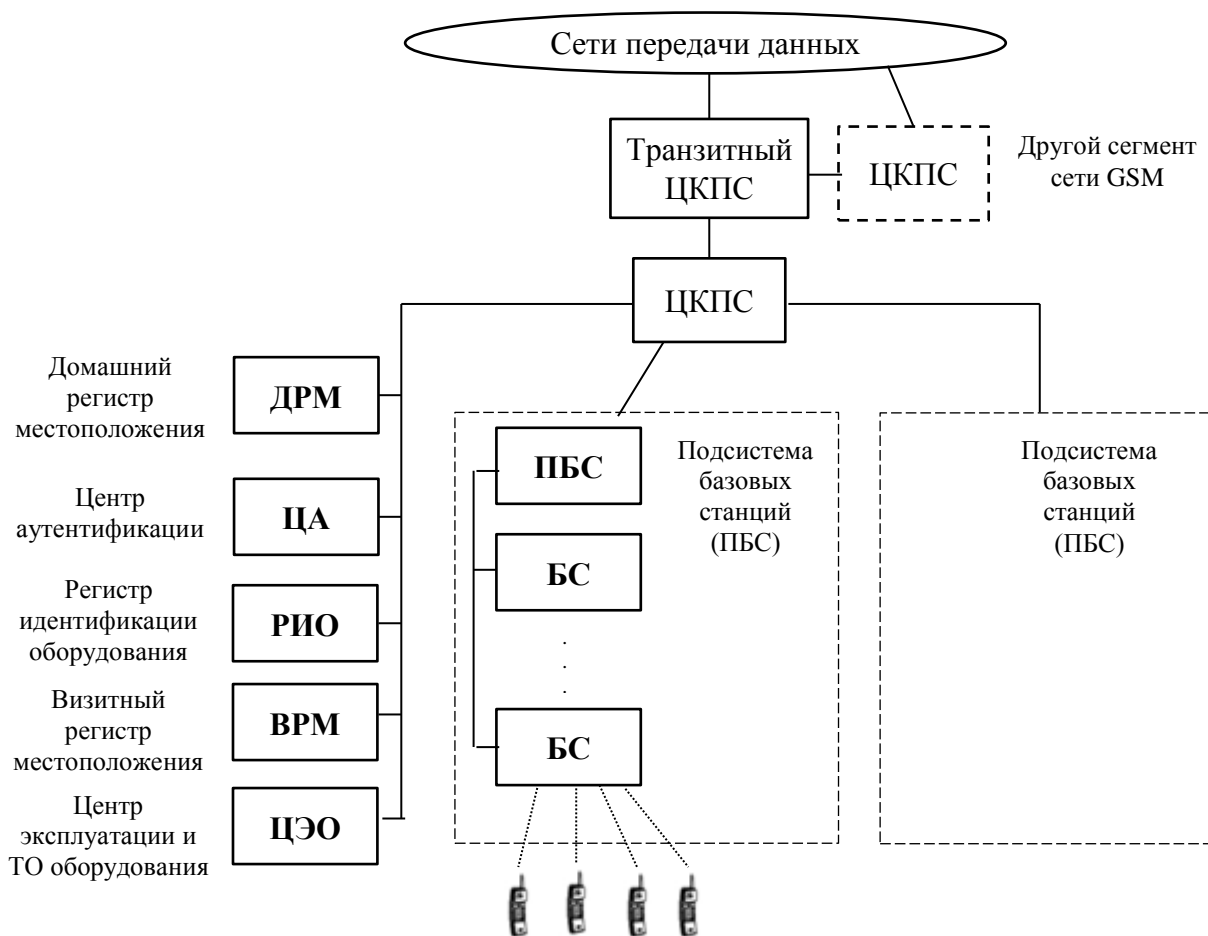 Сети передачи данных
Транзитный
ЦКПС
ЦКПС
Другой сегмент
сети GSM
ЦКПС
Домашний
регистр
местоположения
ДРМ
Центр
аутентификации
ЦА
Регистр
идентификации
оборудования
РИО
Визитный
регистр
местоположения
ВРМ
Центр
эксплуатации и
ТО оборудования
ЦЭО
ПБС
БС
.
.
.
БС
Подсистема
базовых
станций
(ПБС)
Подсистема
базовых
станций
(ПБС)